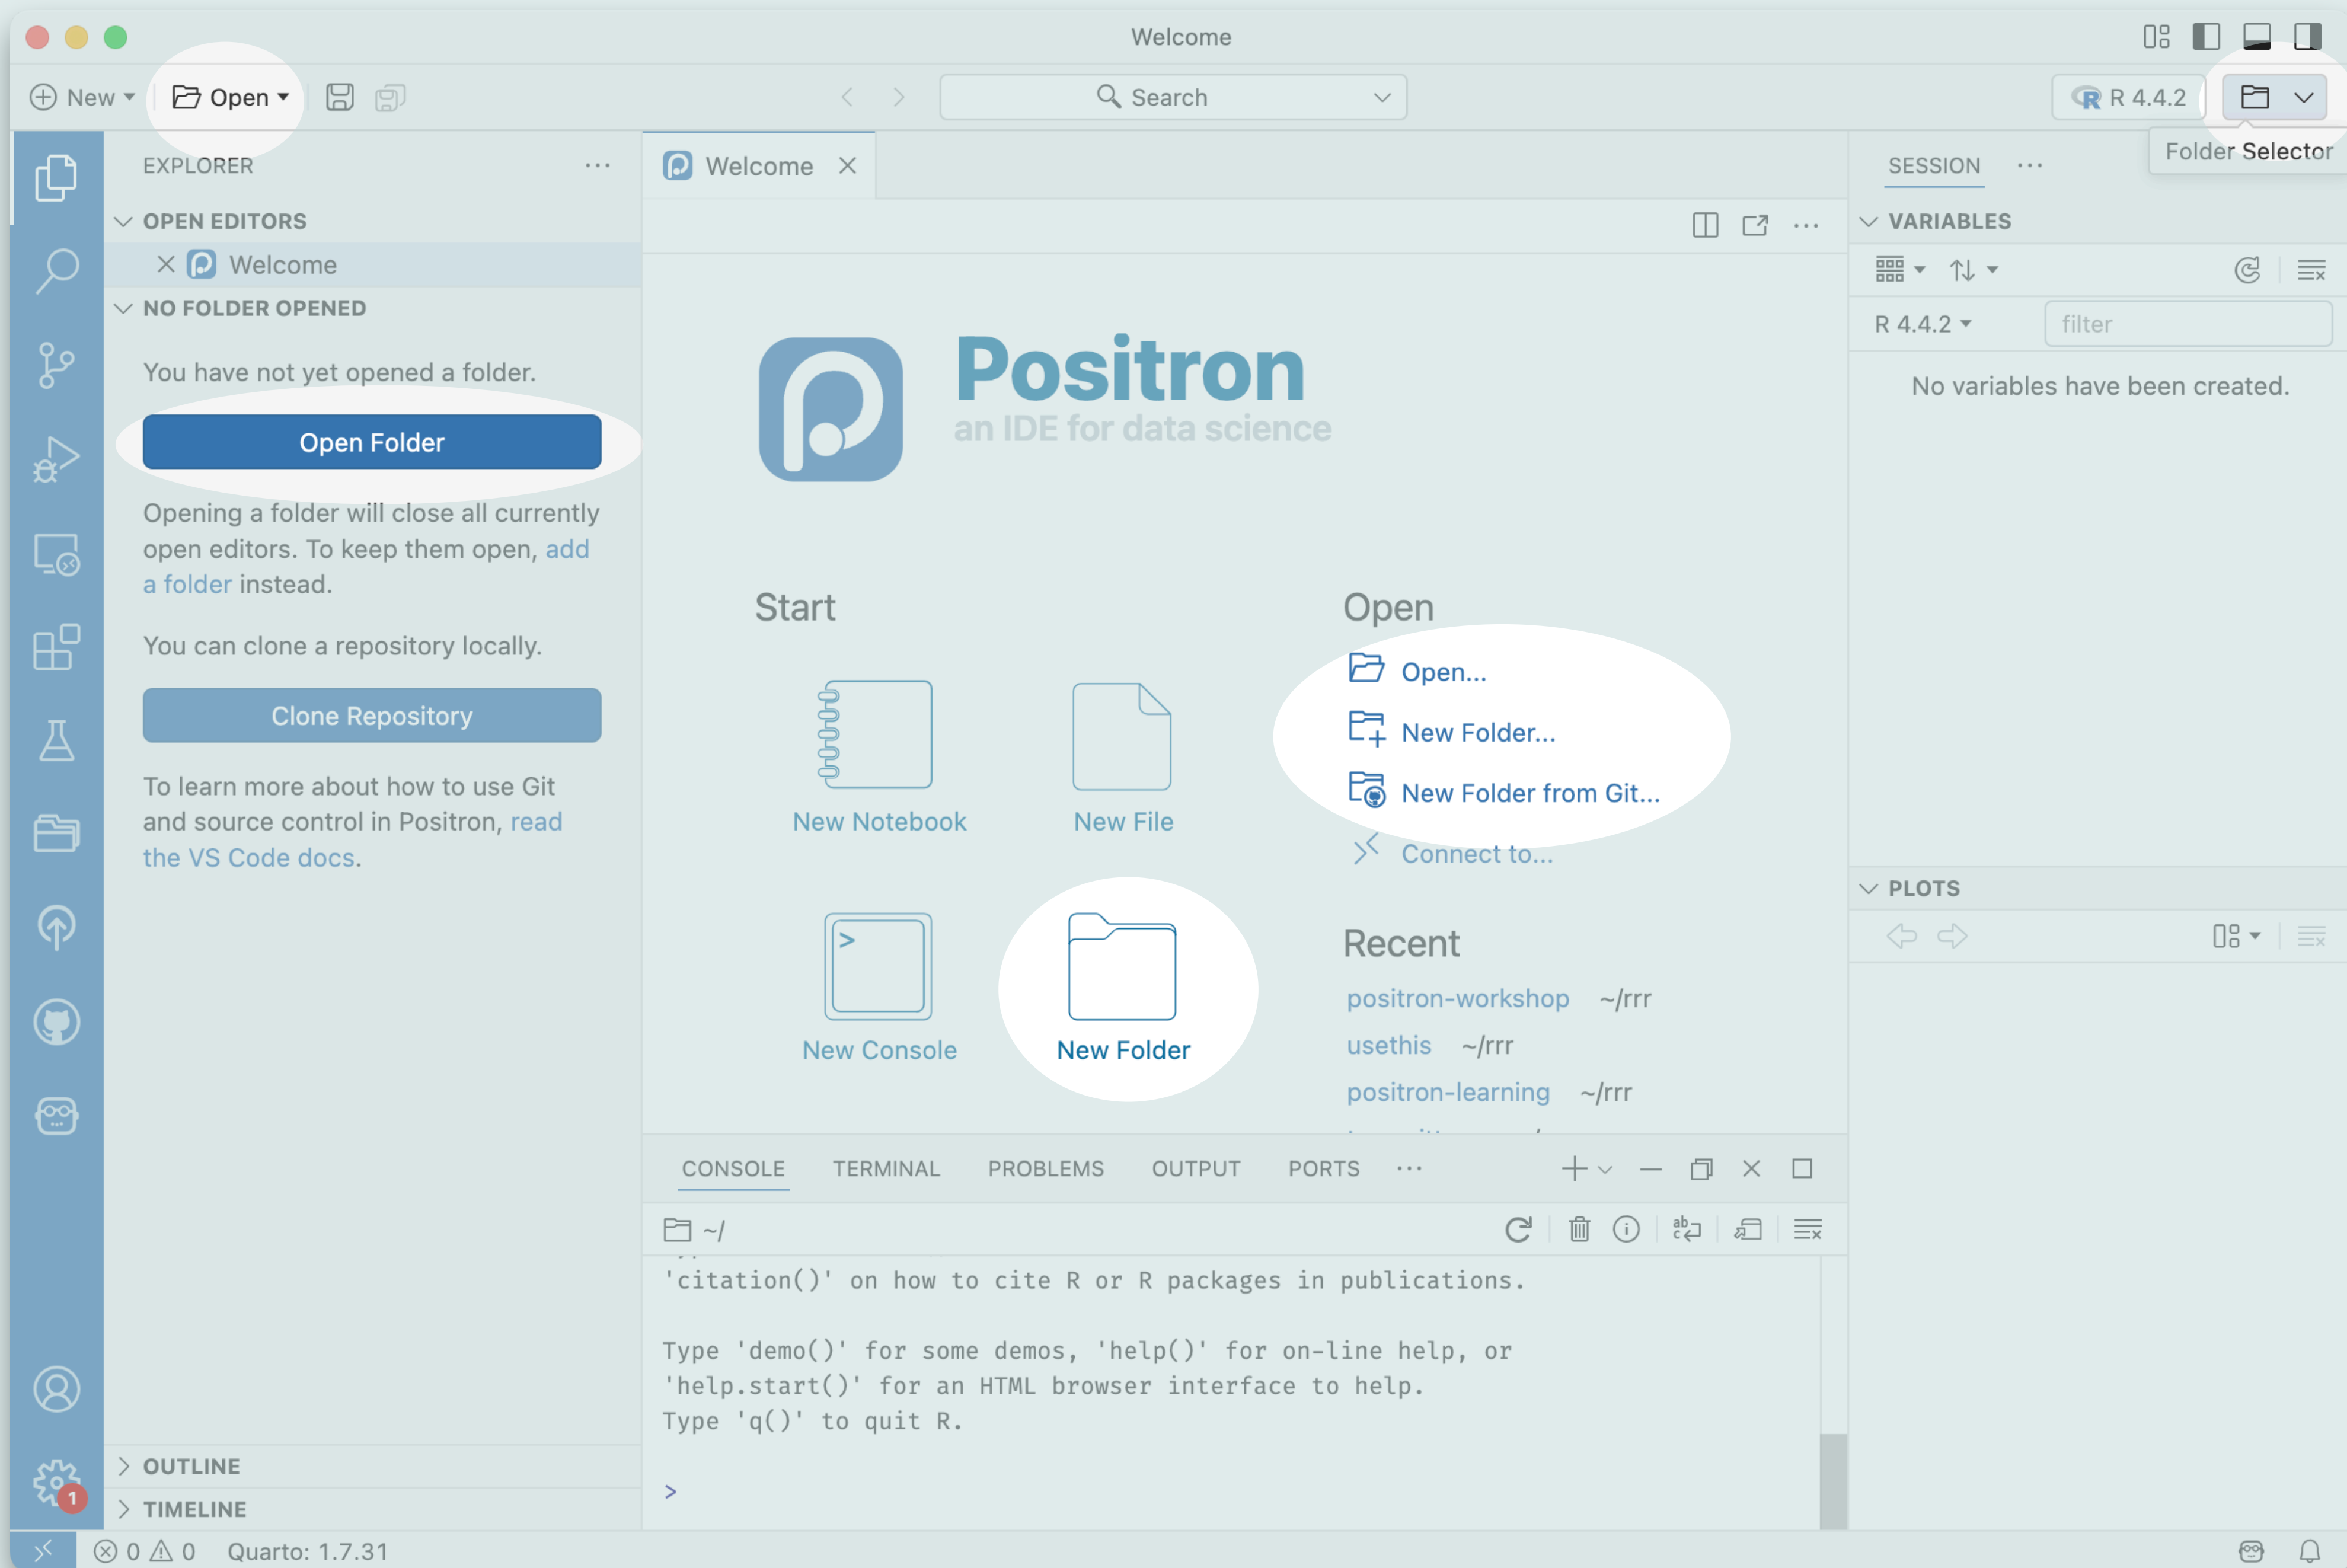 Welcome
New
Open
Search
R 4.4.2
Folder Selector
EXPLORER
OPEN EDITORS
Welcome
NO FOLDER OPENED
You have not yet opened a folder.
Open Folder
Opening a folder will close all currently
open editors. To keep them open, add
a folder instead.
You can clone a repository locally.
Clone Repository
To learn more about how to use Git
and source control in Positron, read
the VS Code docs.
OUTLINE
TIMELINE
1
Welcome
Positron
an IDE for data science
Start
New Notebook
New File
New Console
New Folder
Open
Open...
New Folder...
New Folder from Git...
Connect to...
Recent
positron-workshop ~/rrr
usethis ~/rrr
positron-learning ~/rrr
CONSOLE TERMINAL PROBLEMS OUTPUT PORTS
~/
'citation()' on how to cite R or R packages in publications.
Type 'demo()' for some demos, 'help()' for on-line help, or
'help.start()' for an HTML browser interface to help.
Type 'q()' to quit R.
>
SESSION
VARIABLES
R 4.4.2
filter
No variables have been created.
PLOTS
0 0 Quarto: 1.7.31